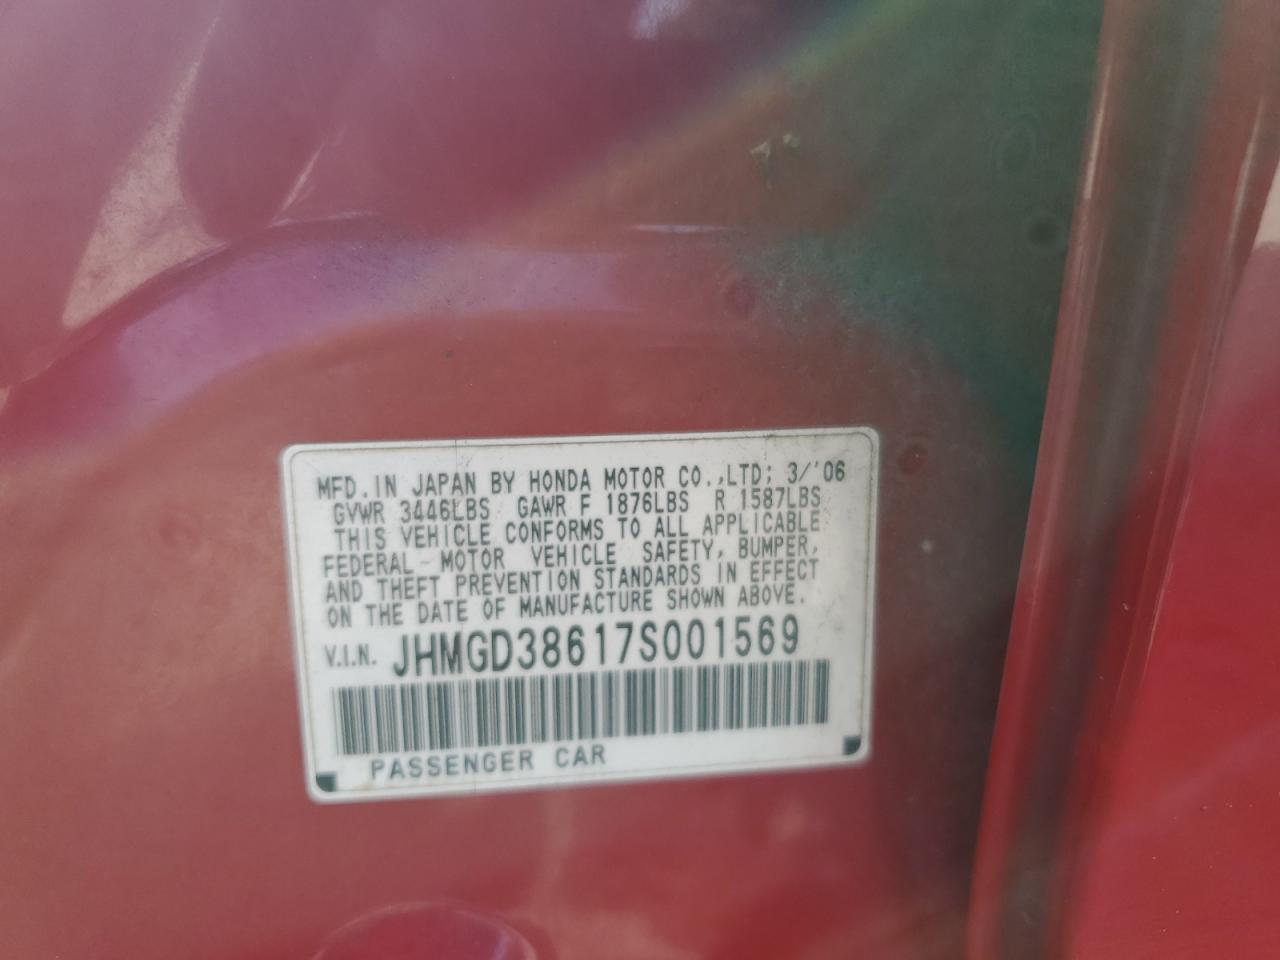 MFD. IN JAPAN BY HONDA MOTOR CO.,LTD; 3/'06
GVWR 3446LBS GAWR F 1876LBS R 1587LBS
THIS VEHICLE CONFORMS TO ALL APPLICABLE
FEDERAL MOTOR VEHICLE SAFETY, BUMPER,
AND THEFT PREVENTION STANDARDS IN EFFECT
ON THE DATE OF MANUFACTURE SHOWN ABOVE.
V.I.N. JHMGD38617S001569
PASSENGER CAR